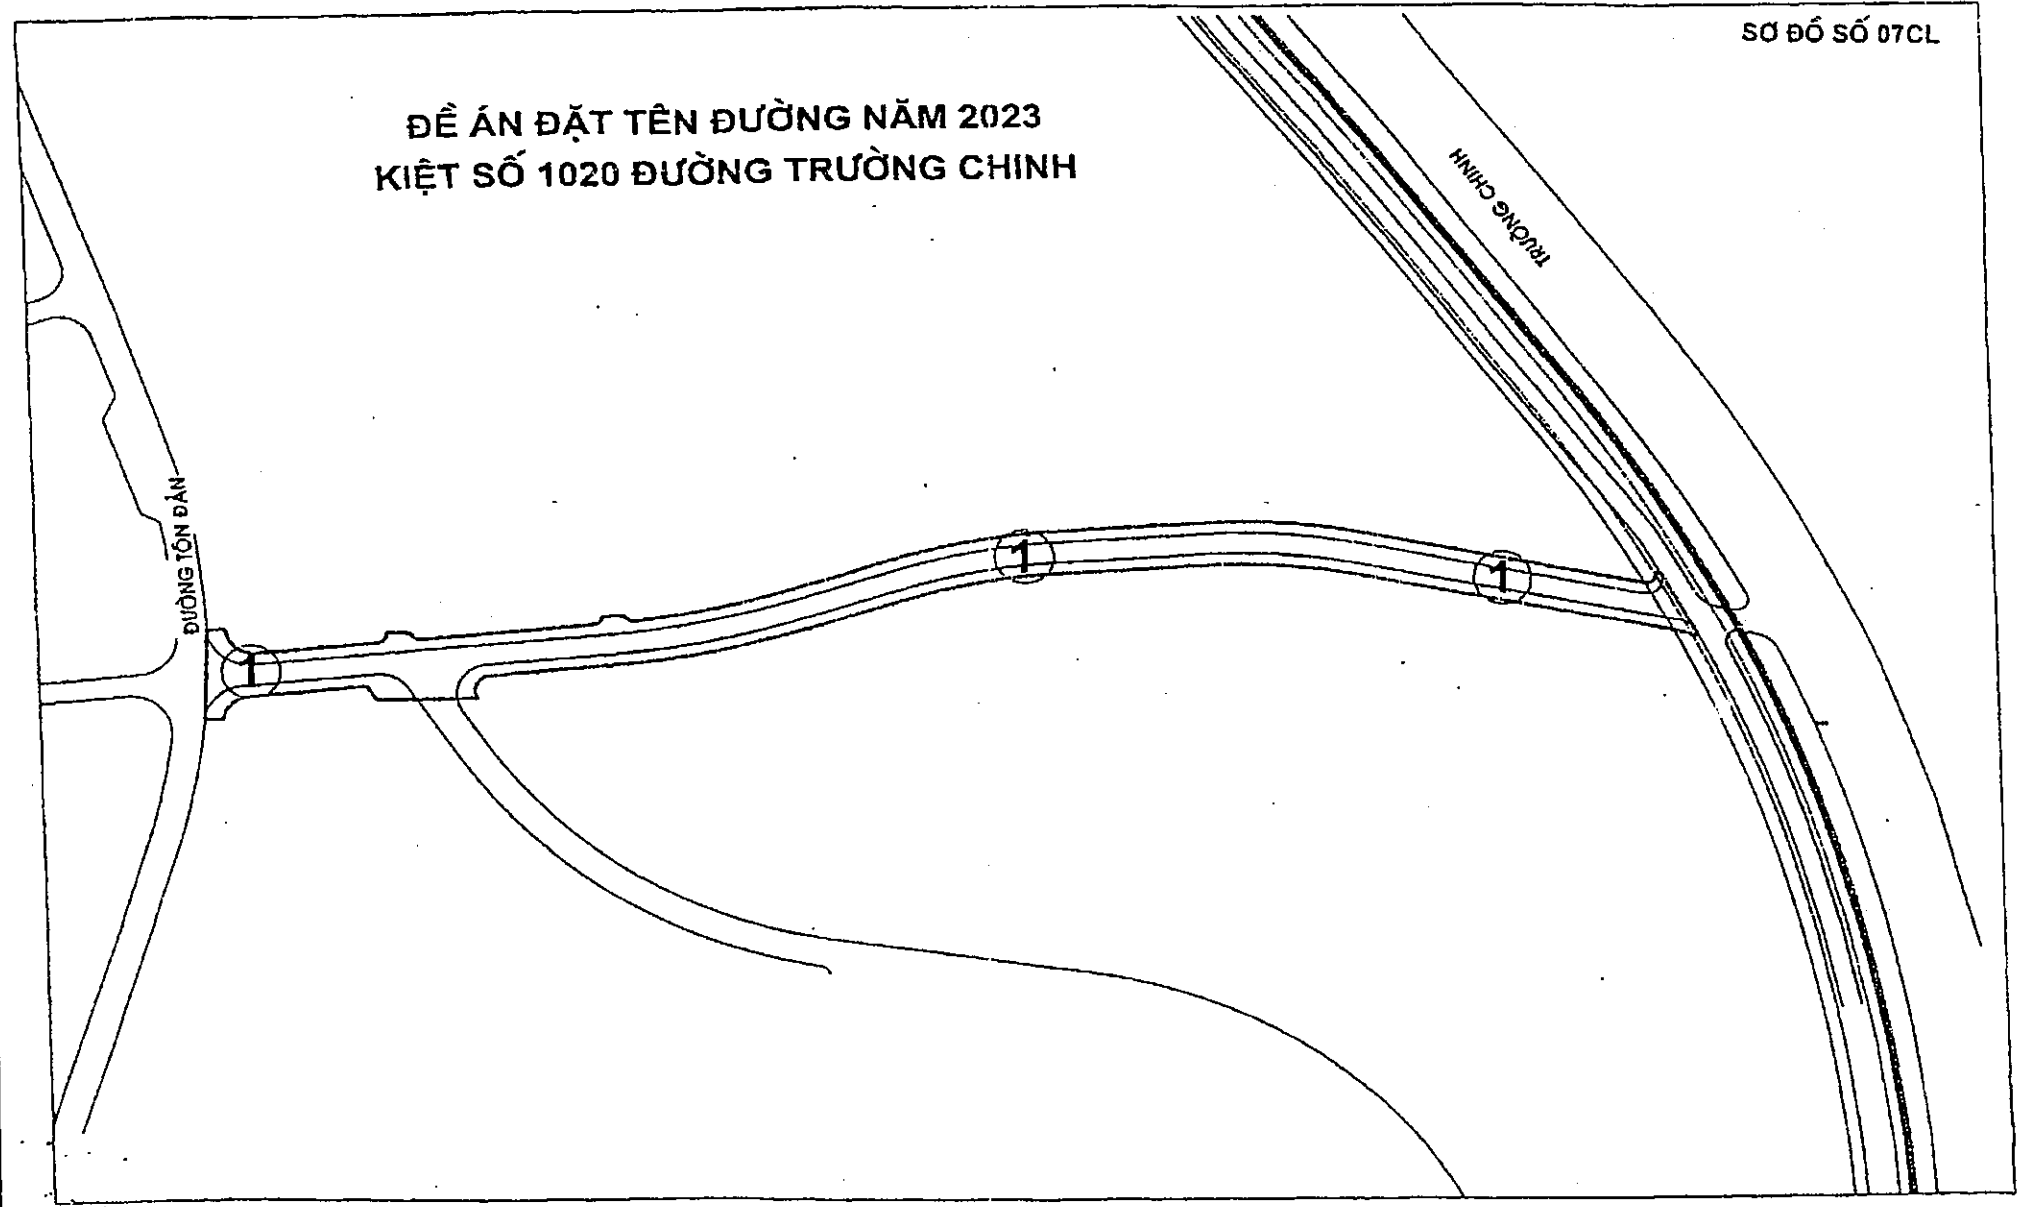 SƠ ĐỒ SỐ 07CL
ĐỀ ÁN ĐẶT TÊN ĐƯỜNG NĂM 2023
KIỆT SỐ 1020 ĐƯỜNG TRƯỜNG CHINH
TRƯỜNG CHINH
ĐƯỜNG TÔN ĐẢN
1
1
1